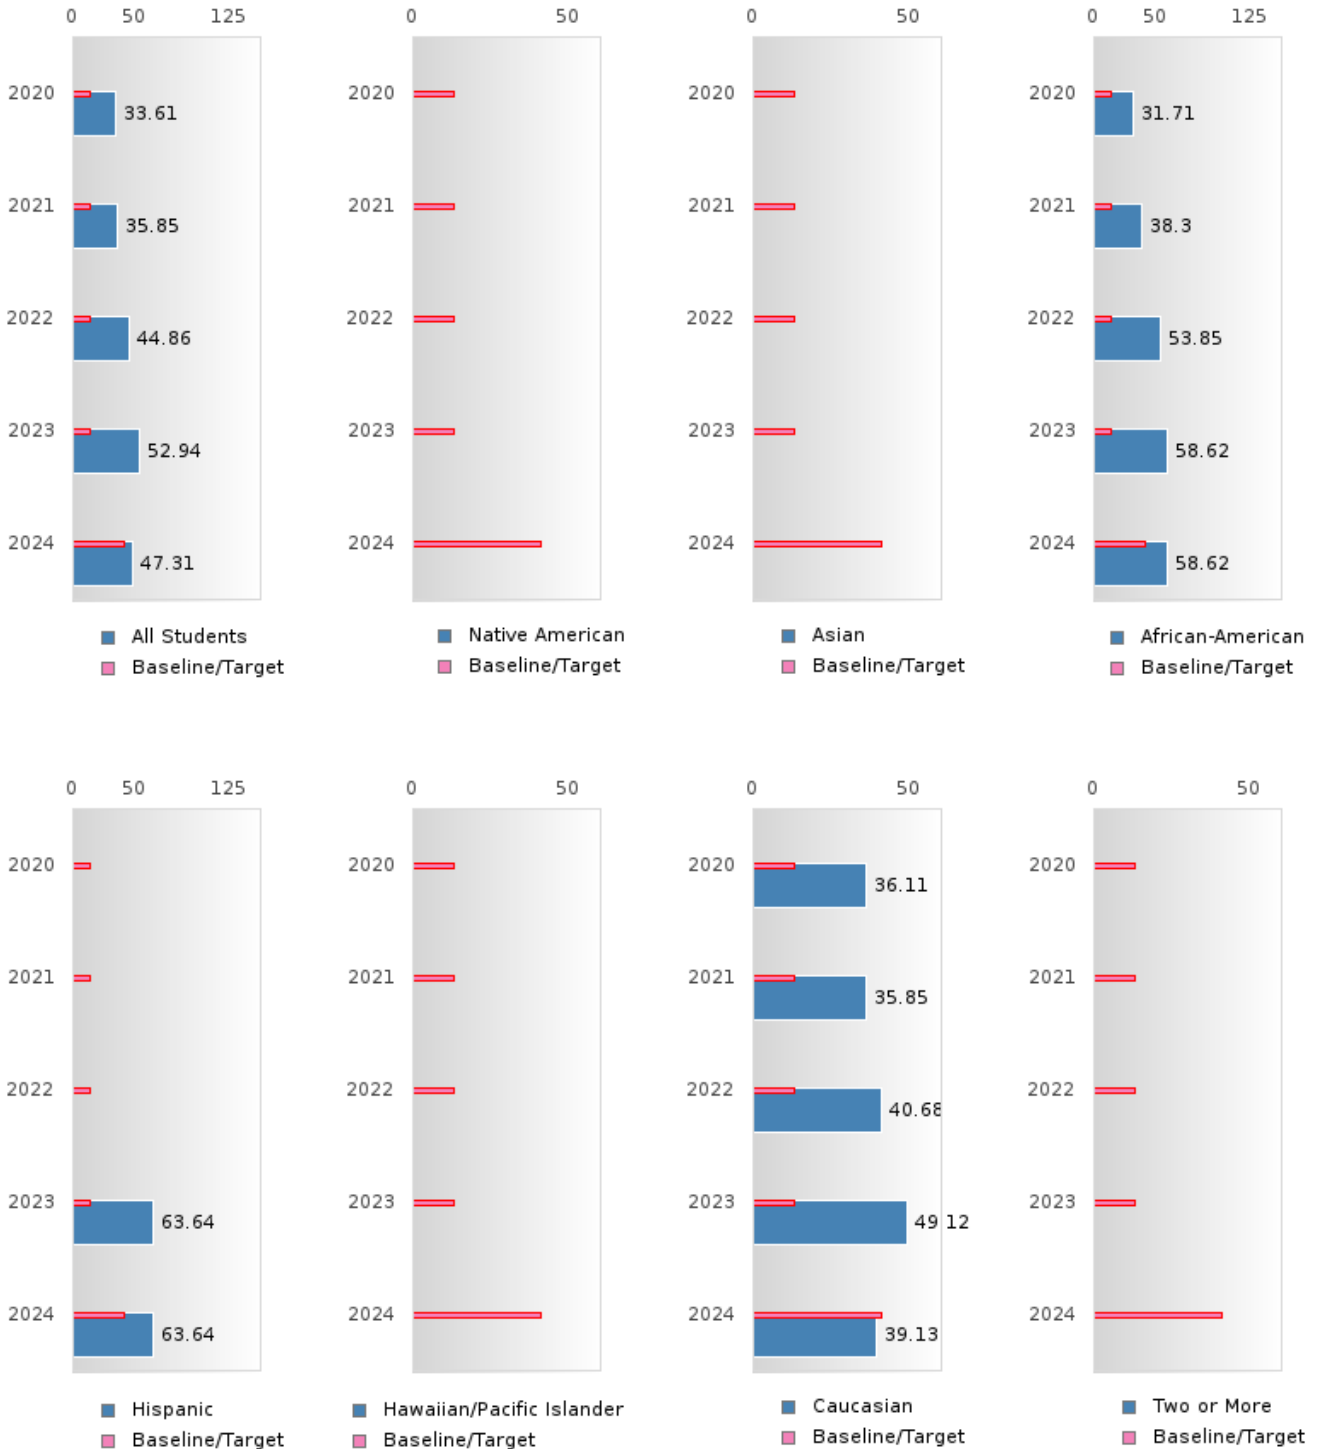 0 50 125 0 50 0 50 0 50 125
2020 2020 2020 2020
33.61 31.71
2021 2021 2021 2021
35.85 38.3
2022 2022 2022 2022
44.86 53.85
2023 2023 2023 2023
52.94 58.62
2024 2024 2024 2024
47.31 58.62
All Students Native American Asian African-American
Baseline/Target Baseline/Target Baseline/Target Baseline/Target
0 50 125 0 50 0 50 0 50
2020 2020 2020 2020
36.11
2021 2021 2021 2021
35.85
2022 2022 2022 2022
40.68
2023 2023 2023 2023
63.64 49.12
2024 2024 2024 2024
63.64 39.13
Hispanic Hawaiian/Pacific Islander Caucasian Two or More
Baseline/Target Baseline/Target Baseline/Target Baseline/Target